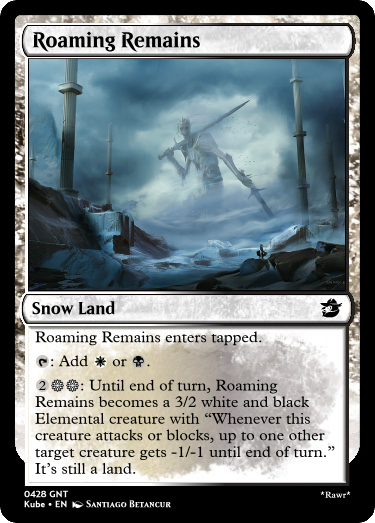 Roaming Remains
Snow Land
Roaming Remains enters tapped.
: Add or .
2 : Until end of turn, Roaming
Remains becomes a 3/2 white and black
Elemental creature with “Whenever this
creature attacks or blocks, up to one other
target creature gets -1/-1 until end of turn.”
It's still a land.
0428 GNT
Kube • EN Santiago Betancur
*Rawr*